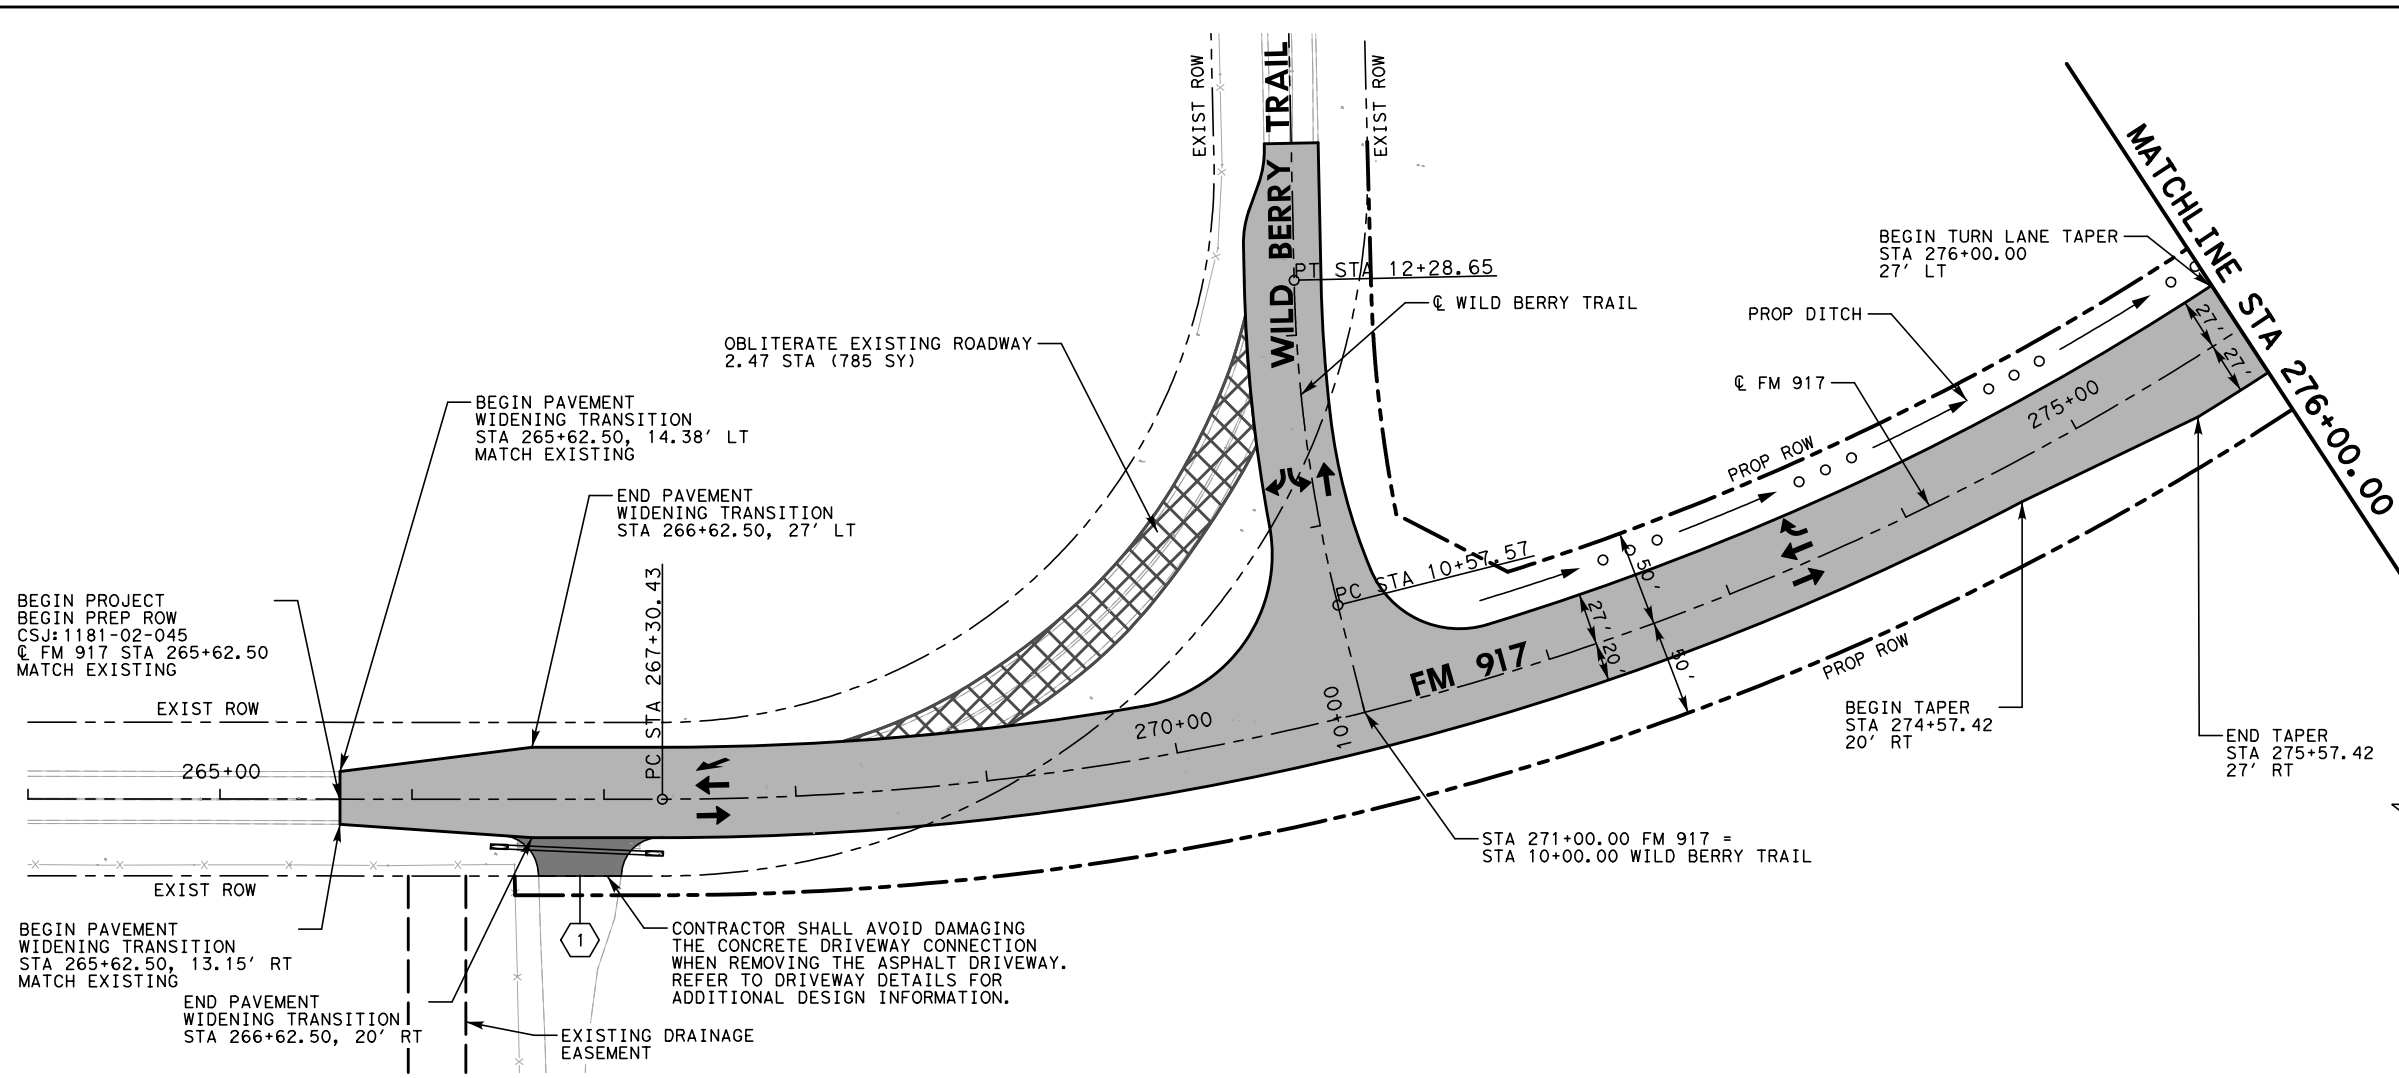 EXIST ROW
WILD BERRY TRAIL
EXIST ROW
MATCHLINE STA 276+00.00
BEGIN TURN LANE TAPER
STA 276+00.00
27' LT
PT STA 12+28.65
℄ WILD BERRY TRAIL
PROP DITCH
27'
27'
OBLITERATE EXISTING ROADWAY
2.47 STA (785 SY)
℄ FM 917
275+00
BEGIN PAVEMENT
WIDENING TRANSITION
STA 265+62.50, 14.38' LT
MATCH EXISTING
PROP ROW
END PAVEMENT
WIDENING TRANSITION
STA 266+62.50, 27' LT
PC STA 10+57.57
50'
27'
20'
50'
PC STA 267+30.43
BEGIN PROJECT
BEGIN PREP ROW
CSJ:1181-02-045
℄ FM 917 STA 265+62.50
MATCH EXISTING
FM 917
PROP ROW
EXIST ROW
270+00
10+00
BEGIN TAPER
STA 274+57.42
20' RT
END TAPER
STA 275+57.42
27' RT
265+00
STA 271+00.00 FM 917 =
STA 10+00.00 WILD BERRY TRAIL
EXIST ROW
BEGIN PAVEMENT
WIDENING TRANSITION
STA 265+62.50, 13.15' RT
MATCH EXISTING
1
CONTRACTOR SHALL AVOID DAMAGING
THE CONCRETE DRIVEWAY CONNECTION
WHEN REMOVING THE ASPHALT DRIVEWAY.
REFER TO DRIVEWAY DETAILS FOR
ADDITIONAL DESIGN INFORMATION.
END PAVEMENT
WIDENING TRANSITION
STA 266+62.50, 20' RT
EXISTING DRAINAGE
EASEMENT